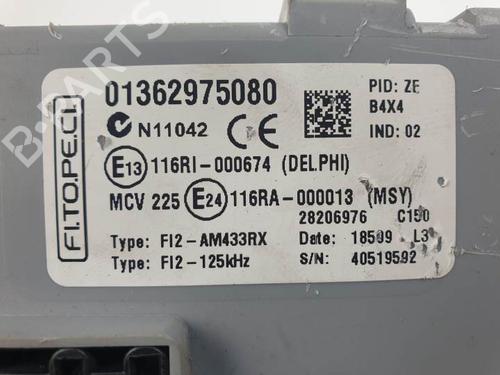 01362975080
PID: ZE
B4X4
N11042 CE
IND: 02
E13 116RI-000674 (DELPHI)
MCV 225 E24 116RA-000013 (MSY)
28206976 C150
Type: FI2-AM433RX
Date: 18509 L3
Type: FI2-125kHz
S/N: 40519592
FI.TO.PE.CI